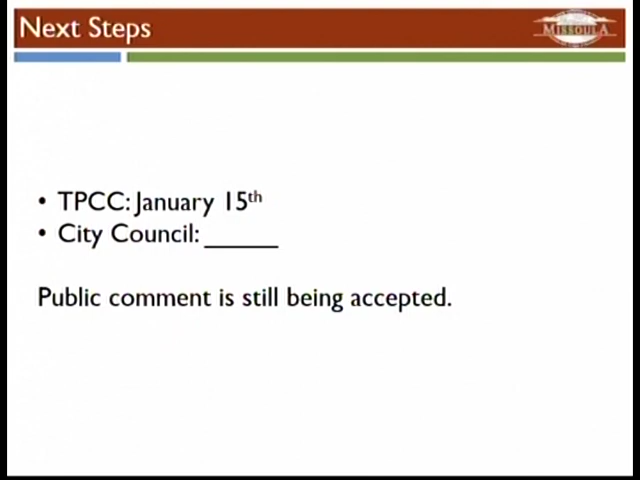 Next Steps
MISSOULA
• TPCC: January 15th
• City Council: _____
Public comment is still being accepted.